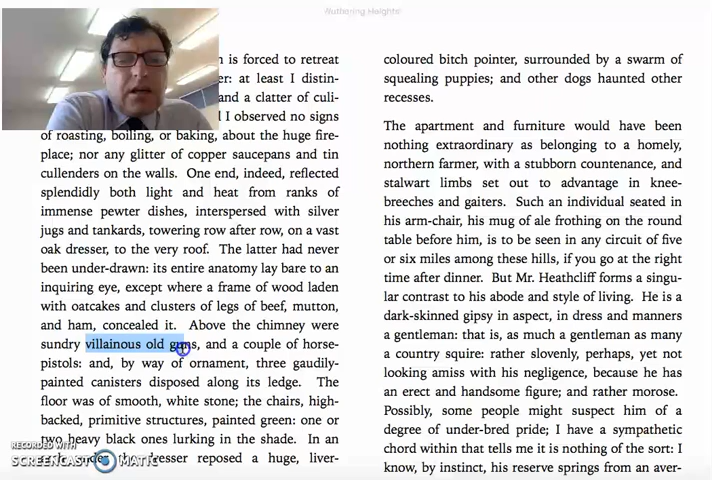 Wuthering Heights
n is forced to retreat
er: at least I distin-
and a clatter of culi-
I observed no signs
of roasting, boiling, or baking, about the huge fire-
place; nor any glitter of copper saucepans and tin
cullenders on the walls. One end, indeed, reflected
splendidly both light and heat from ranks of
immense pewter dishes, interspersed with silver
jugs and tankards, towering row after row, on a vast
oak dresser, to the very roof. The latter had never
been under-drawn: its entire anatomy lay bare to an
inquiring eye, except where a frame of wood laden
with oatcakes and clusters of legs of beef, mutton,
and ham, concealed it. Above the chimney were
sundry villainous old guns, and a couple of horse-
pistols: and, by way of ornament, three gaudily-
painted canisters disposed along its ledge. The
floor was of smooth, white stone; the chairs, high-
backed, primitive structures, painted green: one or
two heavy black ones lurking in the shade. In an
dresser reposed a huge, liver-
coloured bitch pointer, surrounded by a swarm of
squealing puppies; and other dogs haunted other
recesses.
The apartment and furniture would have been
nothing extraordinary as belonging to a homely,
northern farmer, with a stubborn countenance, and
stalwart limbs set out to advantage in knee-
breeches and gaiters. Such an individual seated in
his arm-chair, his mug of ale frothing on the round
table before him, is to be seen in any circuit of five
or six miles among these hills, if you go at the right
time after dinner. But Mr. Heathcliff forms a singu-
lar contrast to his abode and style of living. He is a
dark-skinned gipsy in aspect, in dress and manners
a gentleman: that is, as much a gentleman as many
a country squire: rather slovenly, perhaps, yet not
looking amiss with his negligence, because he has
an erect and handsome figure; and rather morose.
Possibly, some people might suspect him of a
degree of under-bred pride; I have a sympathetic
chord within that tells me it is nothing of the sort: I
know, by instinct, his reserve springs from an aver-
RECORDED WITH
SCREENCAST MATIC